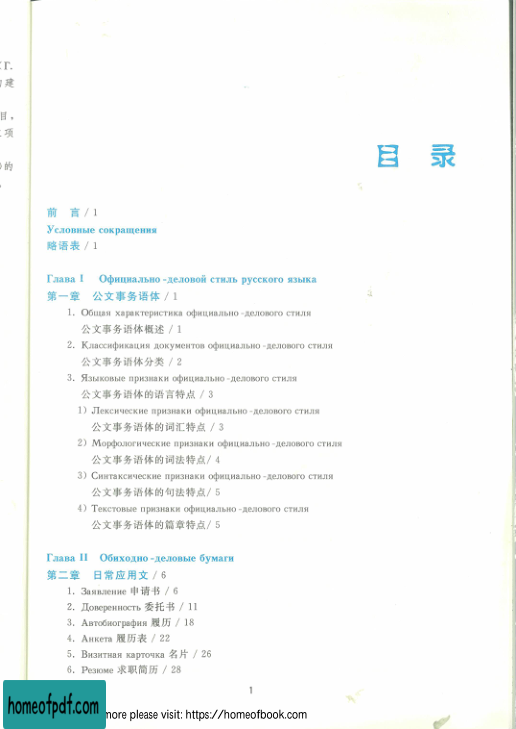 Г.
建
目，
项
的
目 录
前 言 / 1
Условные сокращения
略语表 / 1
Глава I Официально-деловой стиль русского языка
第一章 公文事务语体 / 1
1. Общая характеристика официально-делового стиля
公文事务语体概述 / 1
2. Классификация документов официально-делового стиля
公文事务语体分类 / 2
3. Языковые признаки официально-делового стиля
公文事务语体的语言特点 / 3
1) Лексические признаки официально-делового стиля
公文事务语体的词汇特点 / 3
2) Морфологические признаки официально-делового стиля
公文事务语体的词法特点/ 4
3) Синтаксические признаки официально-делового стиля
公文事务语体的句法特点/ 5
4) Текстовые признаки официально-делового стиля
公文事务语体的篇章特点/ 5
Глава II Обиходно-деловые бумаги
第二章 日常应用文 / 6
1. Заявление 申请书 / 6
2. Доверенность 委托书 / 11
3. Автобиография 履历 / 18
4. Анкета 履历表 / 22
5. Визитная карточка 名片 / 26
6. Резюме 求职简历 / 28
1
homeofpdf.com
more please visit: https://homeofbook.com